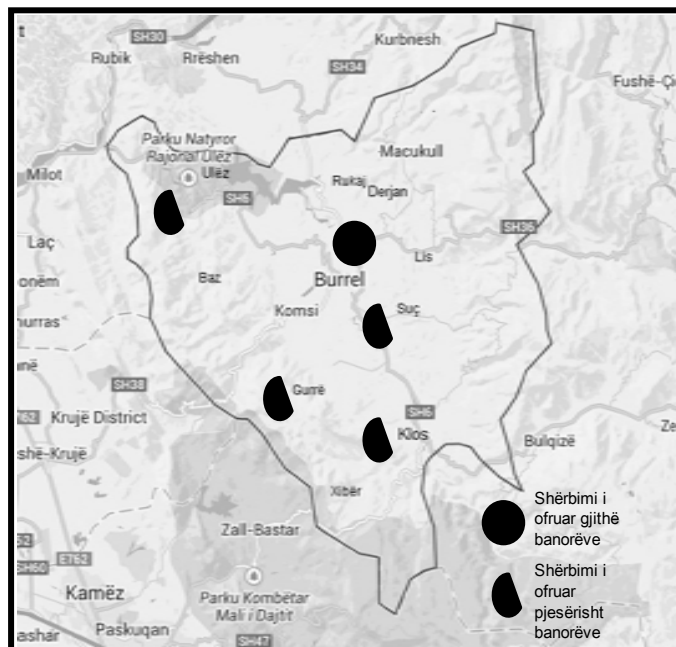 t
SH30
Kurbnesh
Rubik
Rrëshen
SH34
Fushë-Çi
Parku Natyror
Rajonal Ulëz
Ulëz
Macukull
Milot
Rukaj
Derjan
SH6
SH36
Laç
Lis
Baz
Burrel
onëm
Komsi
Suç
urras
SH38
Gurrë
Krujë District
SH6
Klos
Bulqizë
Ze
shë-Krujë
Xibër
Shërbimi i
ofruar gjithë
banorëve
Zall-Bastar
E762
SH60
Kamëz
Parku Kombëtar
Mali i Dajtit
Shërbimi i
ofruar
pjesërisht
banorëve
ashar
Paskuqan
SH47